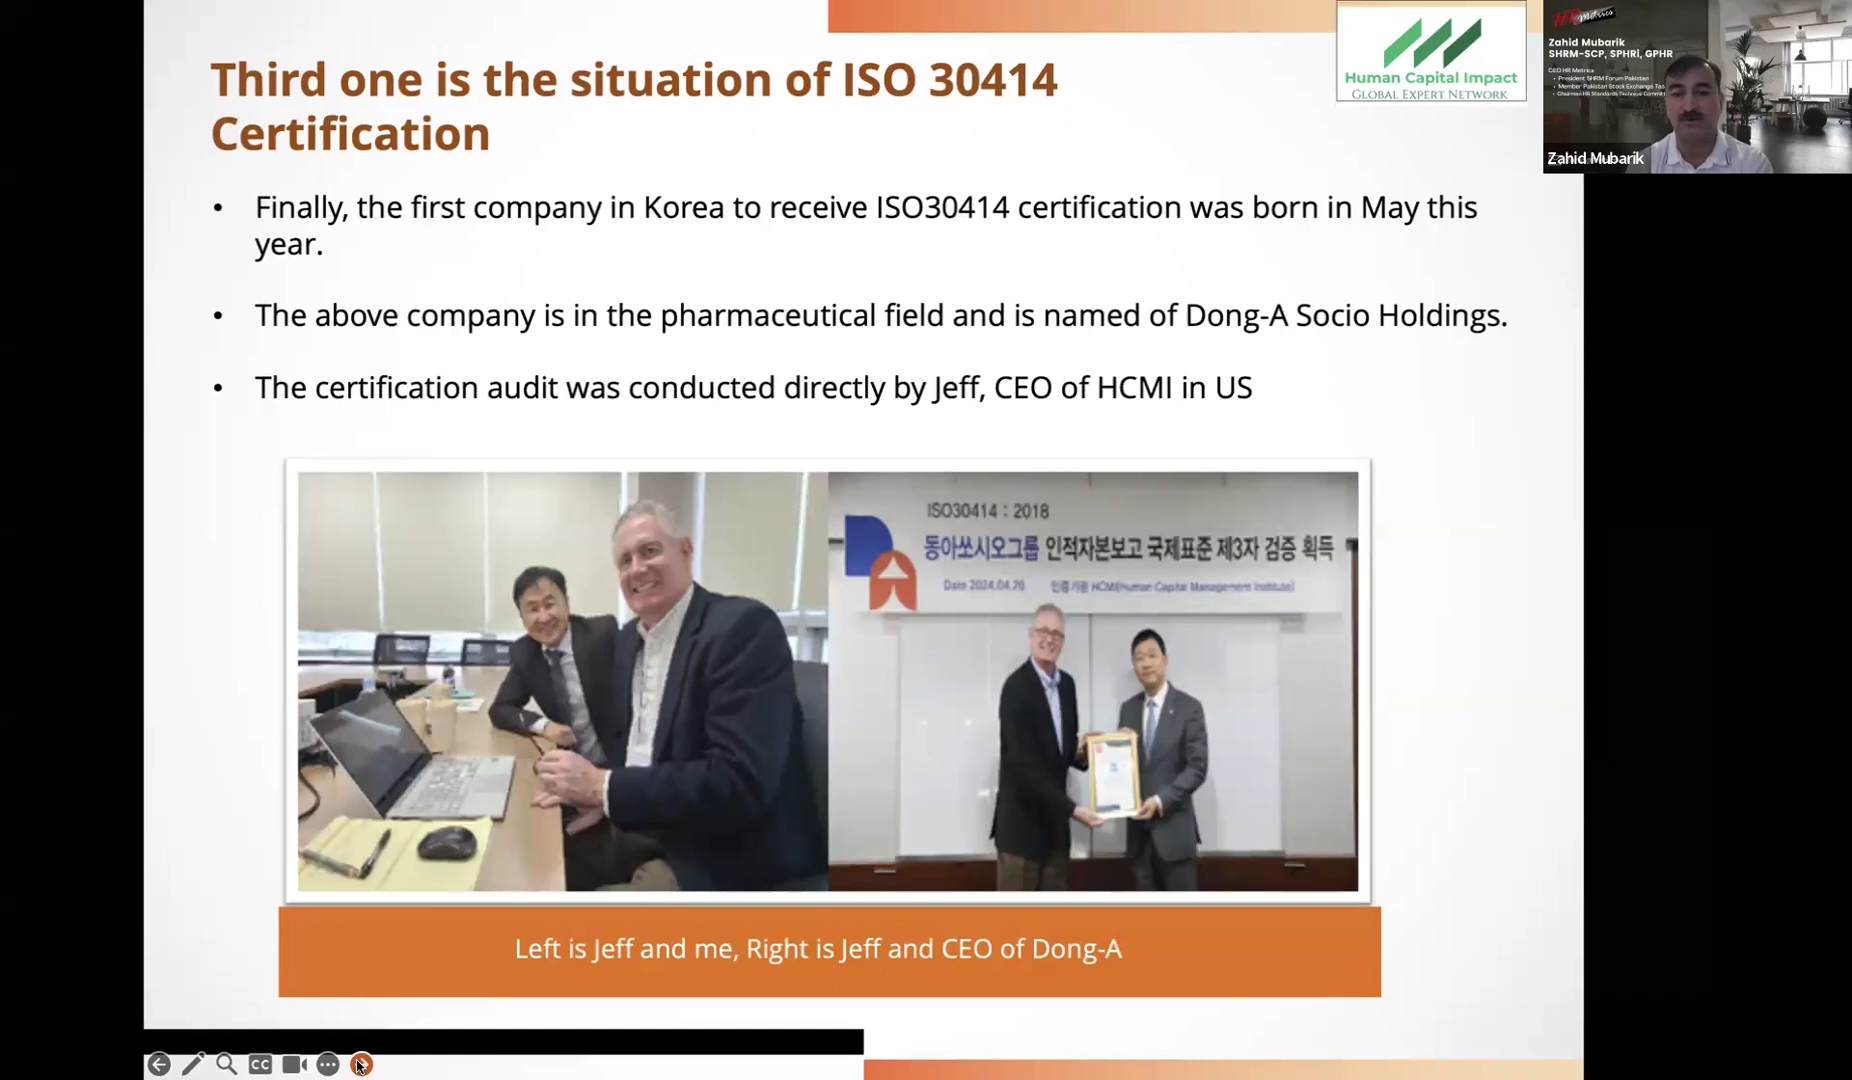 Third one is the situation of ISO 30414
Certification
Human Capital Impact
GLOBAL EXPERT NETWORK
HR Metrics
Zahid Mubarik
SHRM-SCP, SPHRi, GPHR
CEO HR Metrics
• President SHRM Forum Pakistan
• Member Pakistan Stock Exchange
Zahid Mubarik
• Finally, the first company in Korea to receive ISO30414 certification was born in May this
year.
• The above company is in the pharmaceutical field and is named of Dong-A Socio Holdings.
• The certification audit was conducted directly by Jeff, CEO of HCMI in US
ISO30414 : 2018
동아쏘시오그룹 인적자본보고 국제표준 제3자 검증 획득
Date 2024.04.26 인증기관 HCMI(Human Capital Management Institute)
Left is Jeff and me, Right is Jeff and CEO of Dong-A
CC